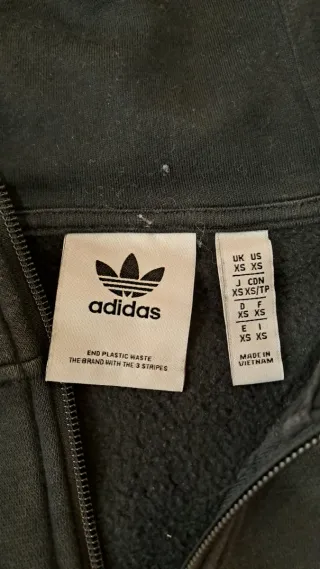 adidas
END PLASTIC WASTE
THE BRAND WITH THE 3 STRIPES
UK US
XS XS
J CDN
XS XS/TP
D F
XS XS
E I
XS XS
MADE IN
VIETNAM